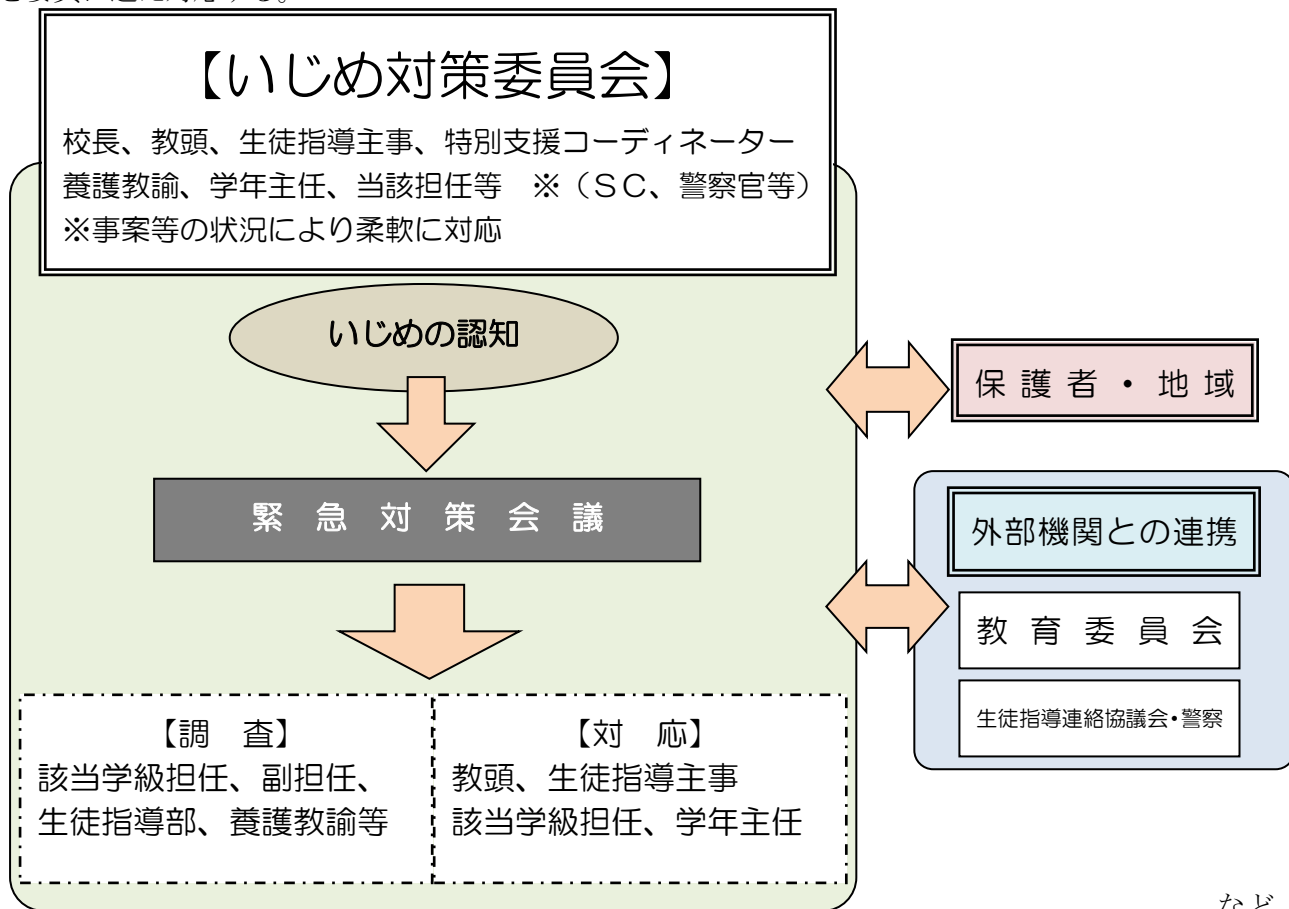 【いじめ対策委員会】
校長、教頭、生徒指導主事、特別支援コーディネーター
養護教諭、学年主任、当該担任等　※（ＳＣ、警察官等）
※事案等の状況により柔軟に対応
いじめの認知
緊急対策会議
【調　査】
該当学級担任、副担任、
生徒指導部、養護教諭等
【対　応】
教頭、生徒指導主事
該当学級担任、学年主任
保護者・地域
外部機関との連携
教育委員会
生徒指導連絡協議会・警察
など